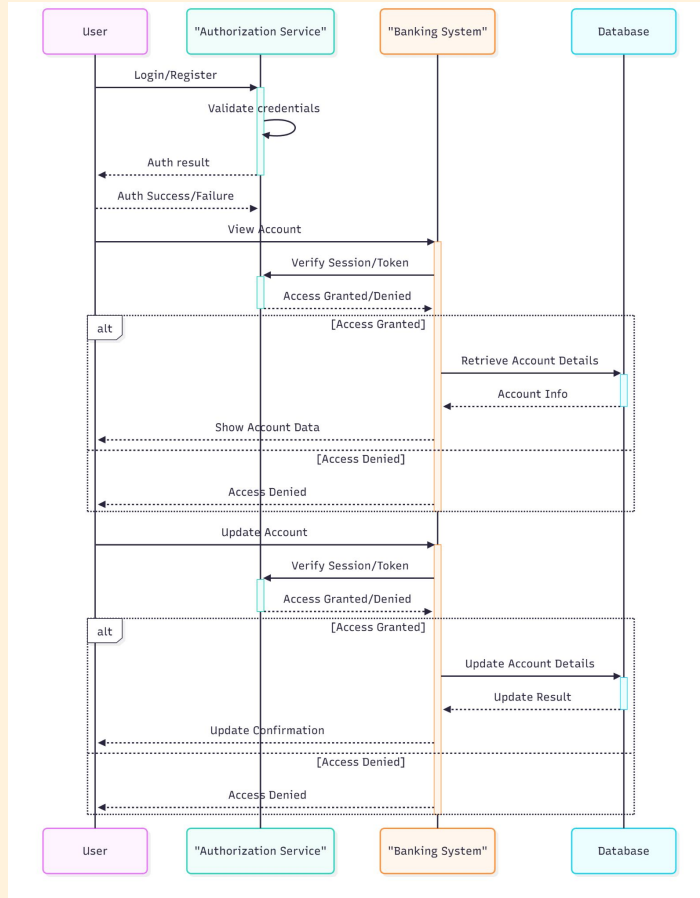 User
"Authorization Service"
"Banking System"
Database
Login/Register
Validate credentials
Auth result
Auth Success/Failure
View Account
Verify Session/Token
Access Granted/Denied
alt
[Access Granted]
Retrieve Account Details
Account Info
Show Account Data
[Access Denied]
Access Denied
Update Account
Verify Session/Token
Access Granted/Denied
alt
[Access Granted]
Update Account Details
Update Result
Update Confirmation
[Access Denied]
Access Denied
User
"Authorization Service"
"Banking System"
Database